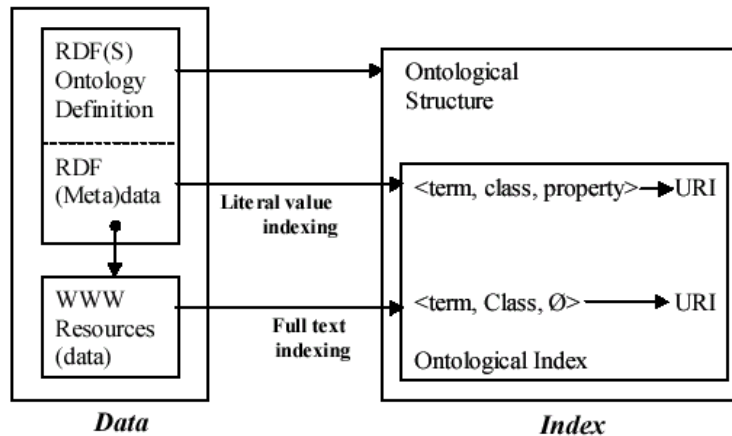 RDF(S)
Ontology
Definition
RDF
(Meta)data
WWW
Resources
(data)
Data
Literal value
indexing
Full text
indexing
Ontological
Structure
<term, class, property> URI
<term, Class, Ø> URI
Ontological Index
Index